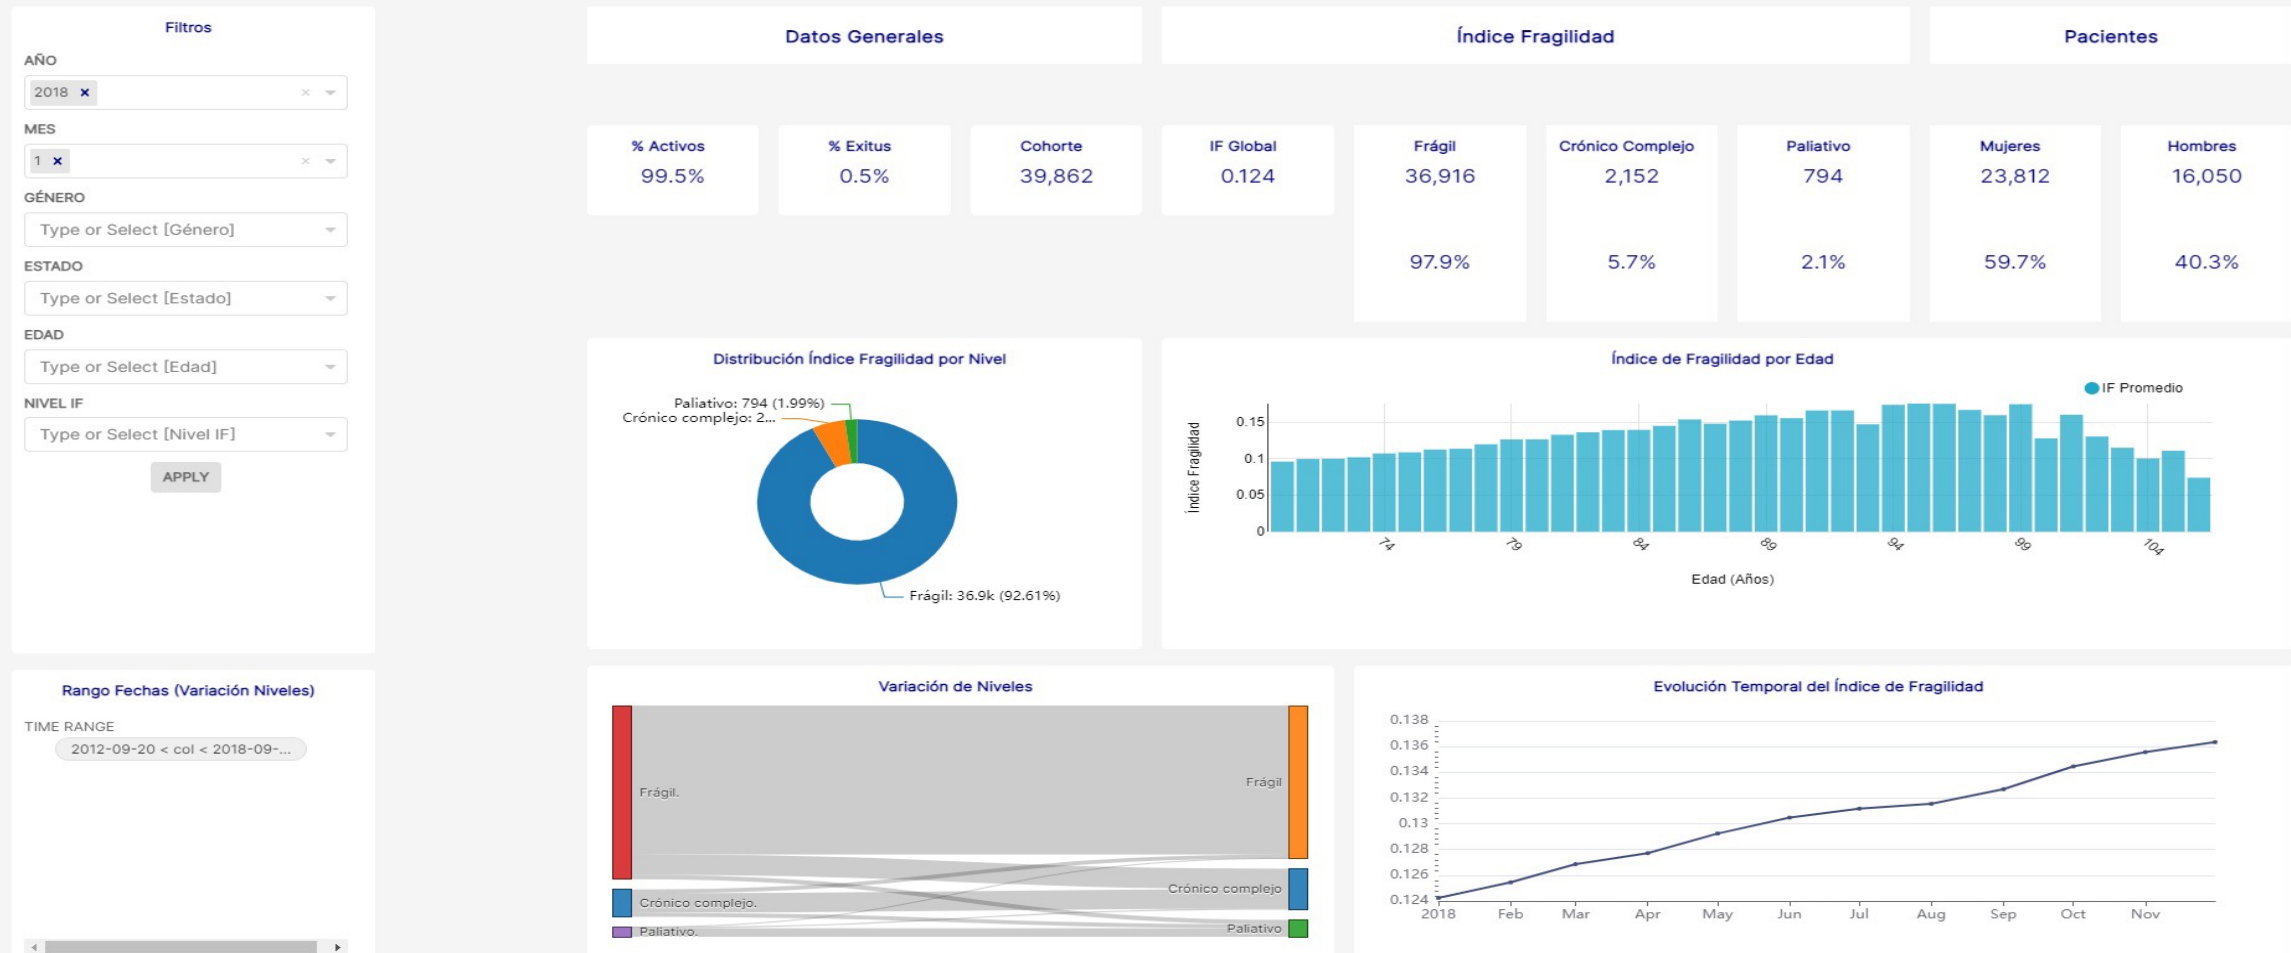 Filtros
AÑO
2018 ×
MES
1 ×
GÉNERO
Type or Select [Género]
ESTADO
Type or Select [Estado]
EDAD
Type or Select [Edad]
NIVEL IF
Type or Select [Nivel IF]
APPLY
Rango Fechas (Variación Niveles)
TIME RANGE
2012-09-20 < col < 2018-09-...
Datos Generales
Índice Fragilidad
Pacientes
% Activos
99.5%
% Exitus
0.5%
Cohorte
39,862
IF Global
0.124
Frágil
36,916
97.9%
Crónico Complejo
2,152
5.7%
Paliativo
794
2.1%
Mujeres
23,812
59.7%
Hombres
16,050
40.3%
Distribución Índice Fragilidad por Nivel
Paliativo: 794 (1.99%)
Crónico complejo: 2...
Frágil: 36.9k (92.61%)
Índice de Fragilidad por Edad
IF Promedio
Índice Fragilidad
0.15
0.1
0.05
0
74 79 84 89 94 99 104
Edad (Años)
Variación de Niveles
Frágil.
Crónico complejo.
Paliativo.
Frágil
Crónico complejo
Paliativo
Evolución Temporal del Índice de Fragilidad
0.138
0.136
0.134
0.132
0.13
0.128
0.126
0.124
2018 Feb Mar Apr May Jun Jul Aug Sep Oct Nov